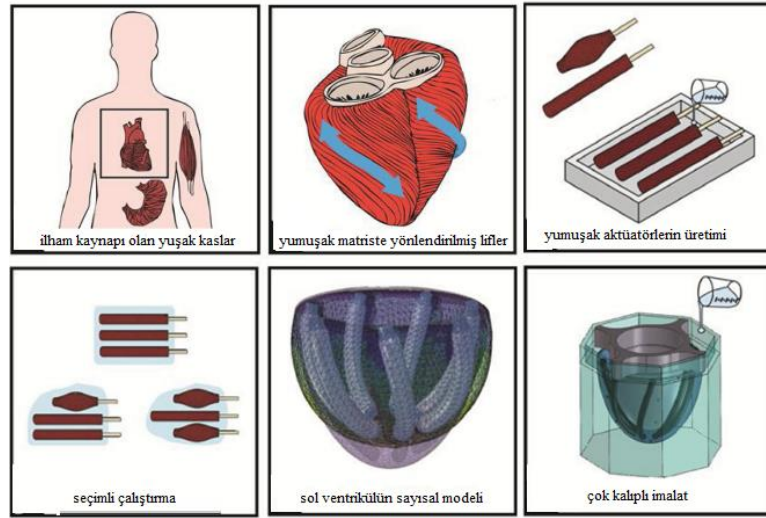 ilham kaynapı olan yuşak kaslar
yumuşak matriste yönlendirilmiş lifler
yumuşak aktüatörlerin üretimi
seçimli çalıştırma
sol ventrikülün sayısal modeli
çok kalıplı imalat